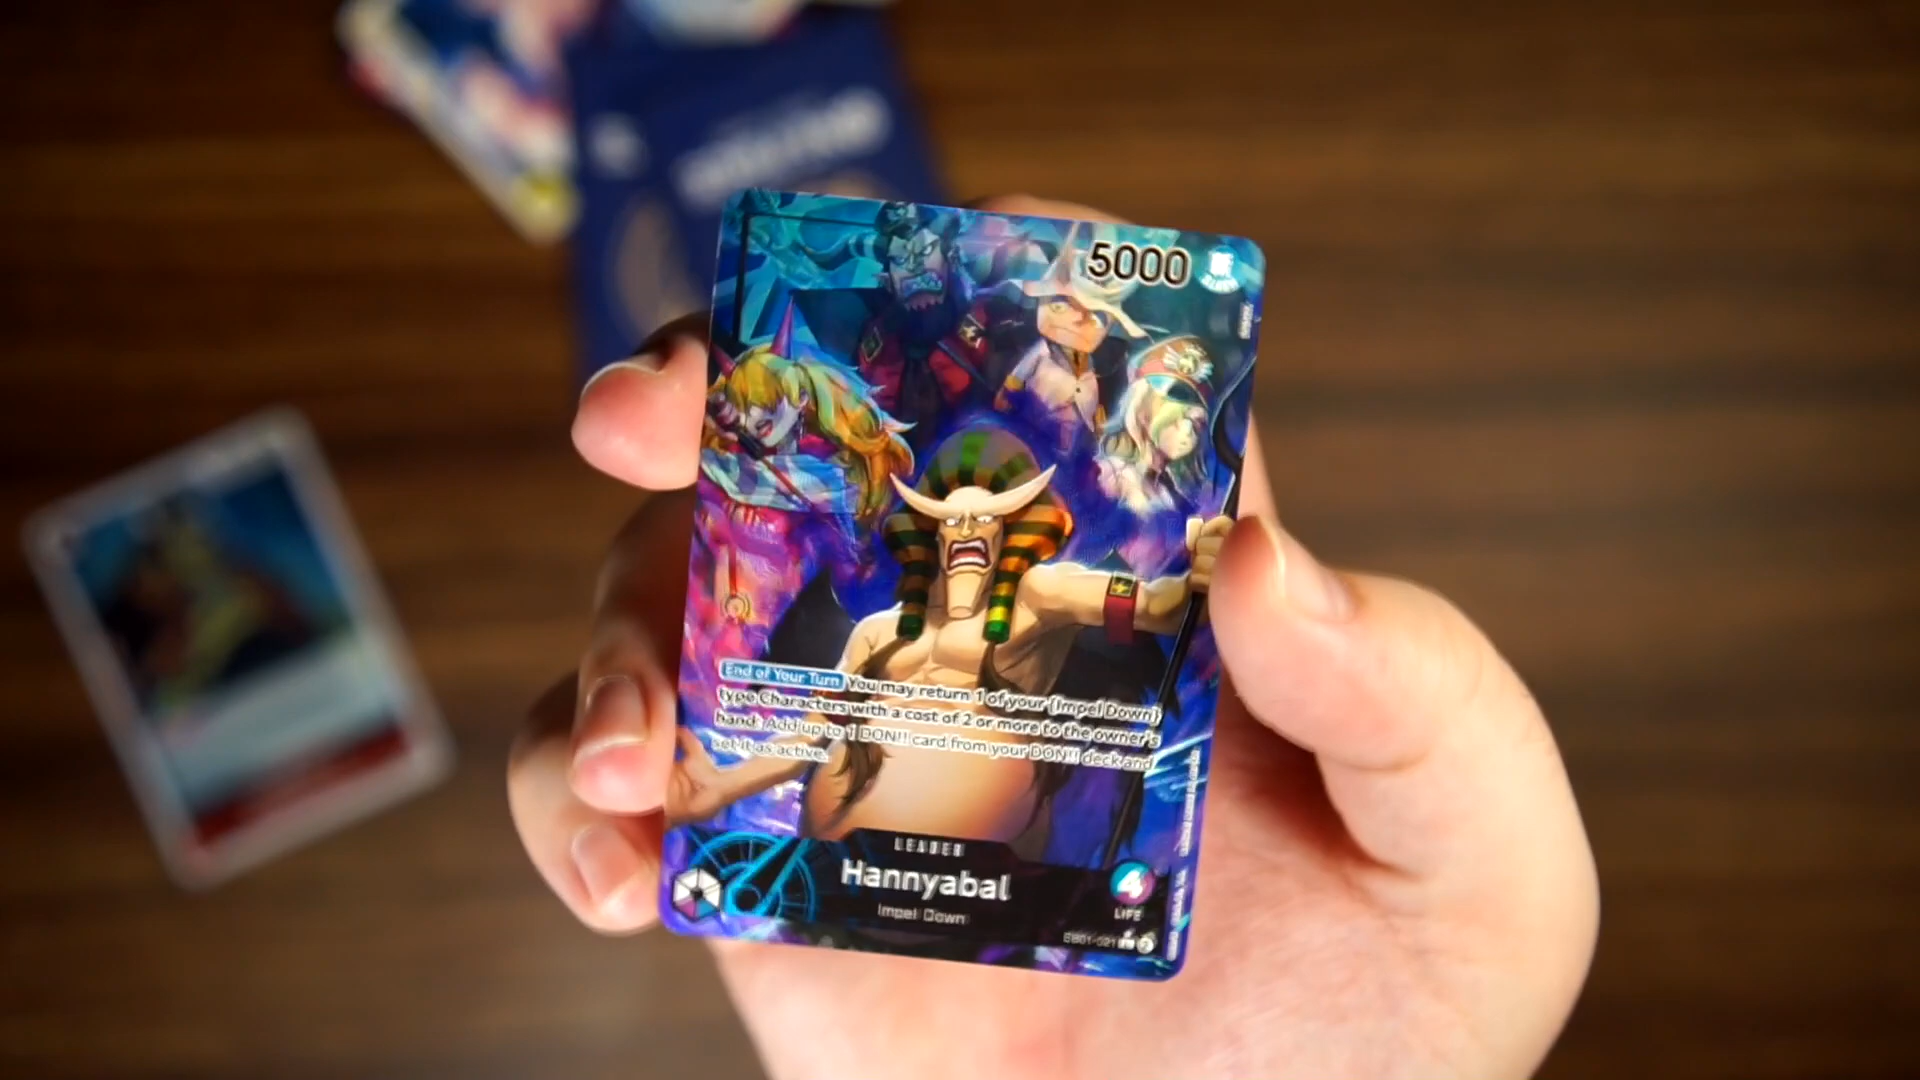 5000
End of Your Turn You may return 1 of your {Impel Down}
type Characters with a cost of 2 or more to the owner's
hand: Add up to 1 DON!! card from your DON!! deck and
set it as active.
LEADER
Hannyabal
Impel Down
4
LIFE
EB01-021